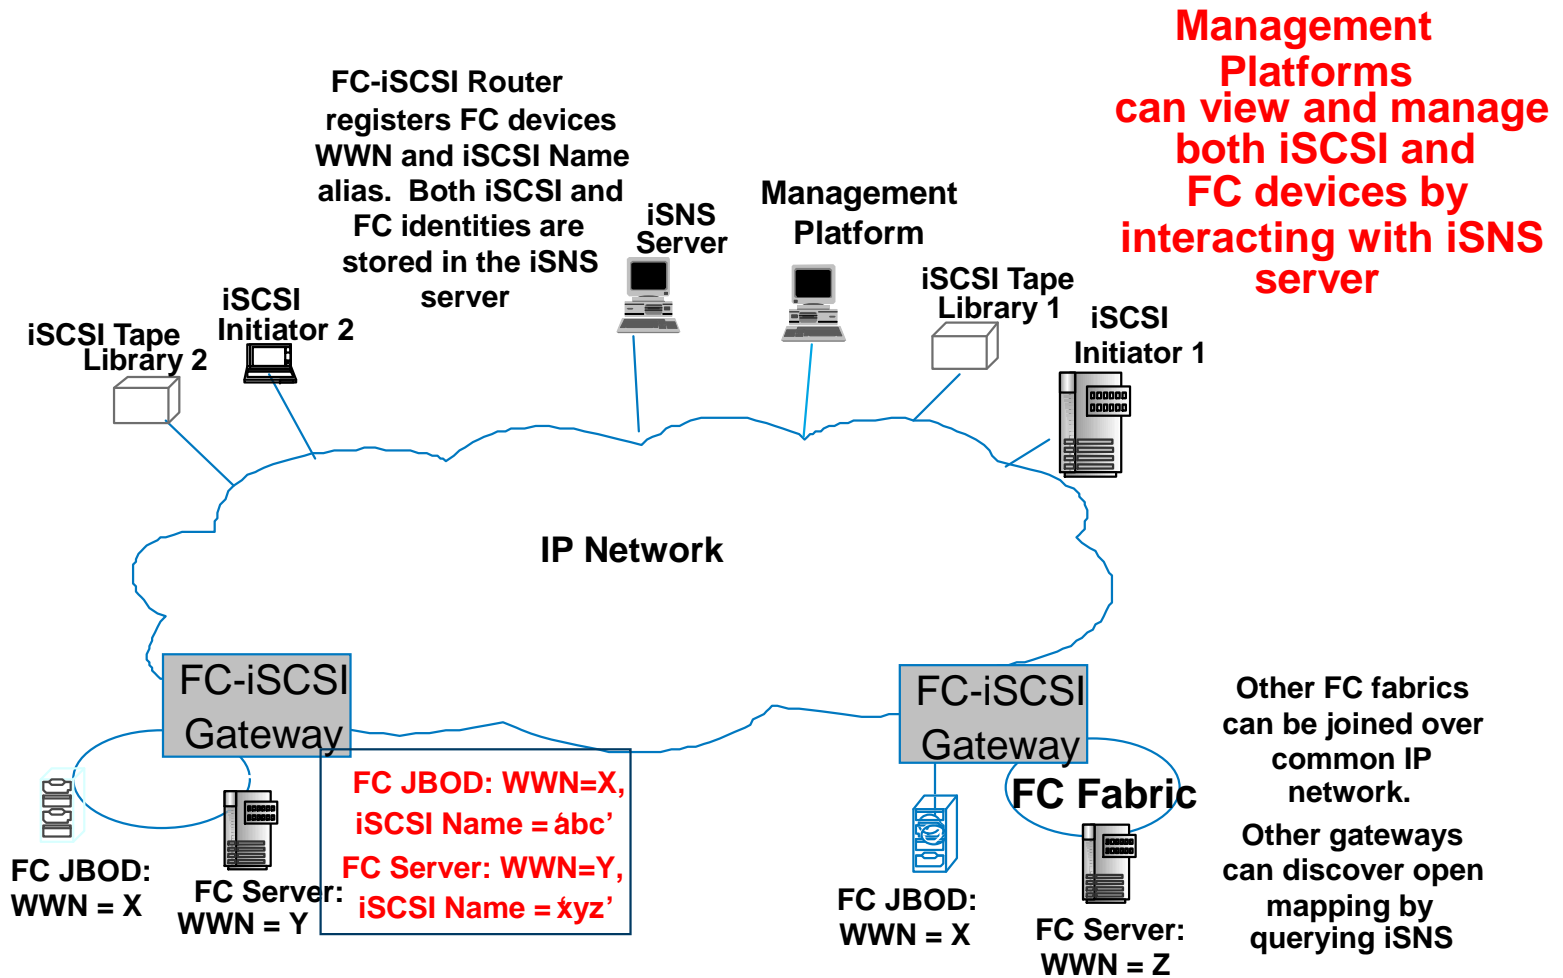 Management
Platforms
can view and manage
both iSCSI and
FC devices by
interacting with iSNS
server
FC-iSCSI Router
registers FC devices
WWN and iSCSI Name
alias. Both iSCSI and
FC identities are
stored in the iSNS
server
iSNS
Server
Management
Platform
iSCSI Tape
Library 1
iSCSI
Initiator 1
iSCSI
Initiator 2
iSCSI Tape
Library 2
IP Network
FC-iSCSI
Gateway
FC-iSCSI
Gateway
FC JBOD: WWN=X,
iSCSI Name = ‘abc’
FC Server: WWN=Y,
iSCSI Name = ‘xyz’
FC JBOD:
WWN = X
FC Server:
WWN = Y
FC Fabric
FC JBOD:
WWN = X
FC Server:
WWN = Z
Other FC fabrics
can be joined over
common IP
network.
Other gateways
can discover open
mapping by
querying iSNS